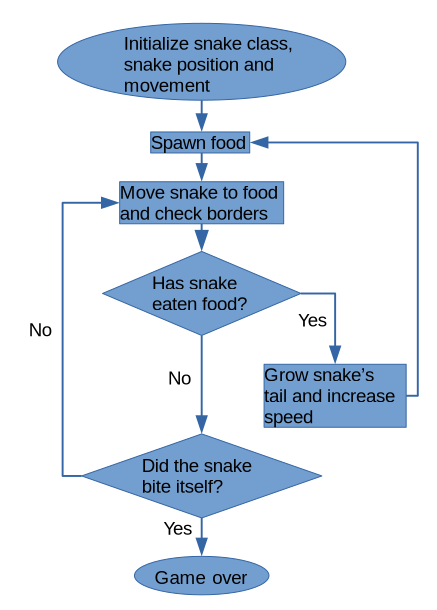 Initialize snake class,
snake position and
movement
Spawn food
Move snake to food
and check borders
Has snake
eaten food?
Yes
No
No
Grow snake’s
tail and increase
speed
Did the snake
bite itself?
Yes
Game over